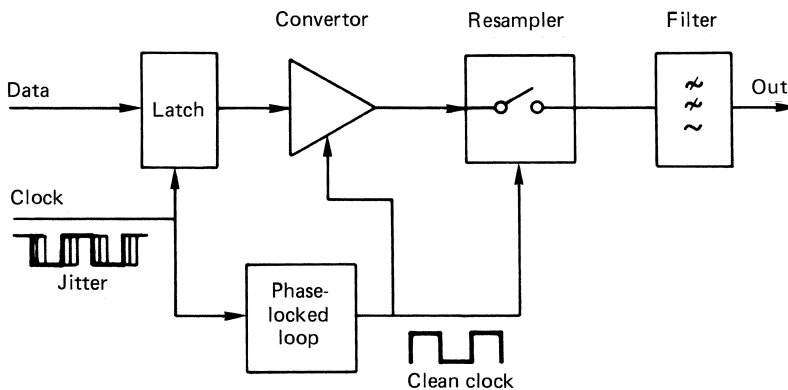 Convertor
Resampler
Filter
Data
Latch
Out
Clock
Jitter
Phase-
locked
loop
Clean clock